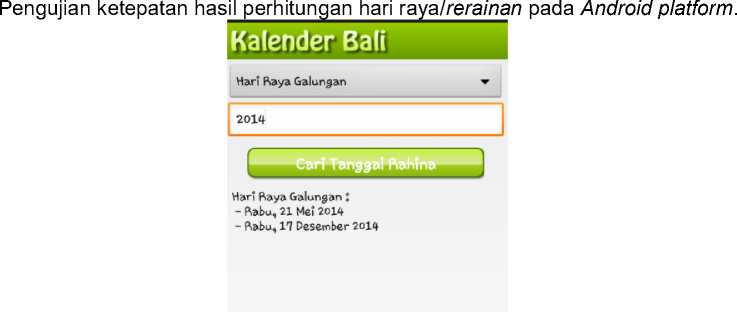 Pengujian ketepatan hasil perhitungan hari raya/rerainan pada Android platform.
Kalender Bali
Hari Raya Galungan
2014
Cari Tanggal Rahina
Hari Raya Galungan :
- Rabu, 21 Mei 2014
- Rabu, 17 Desember 2014